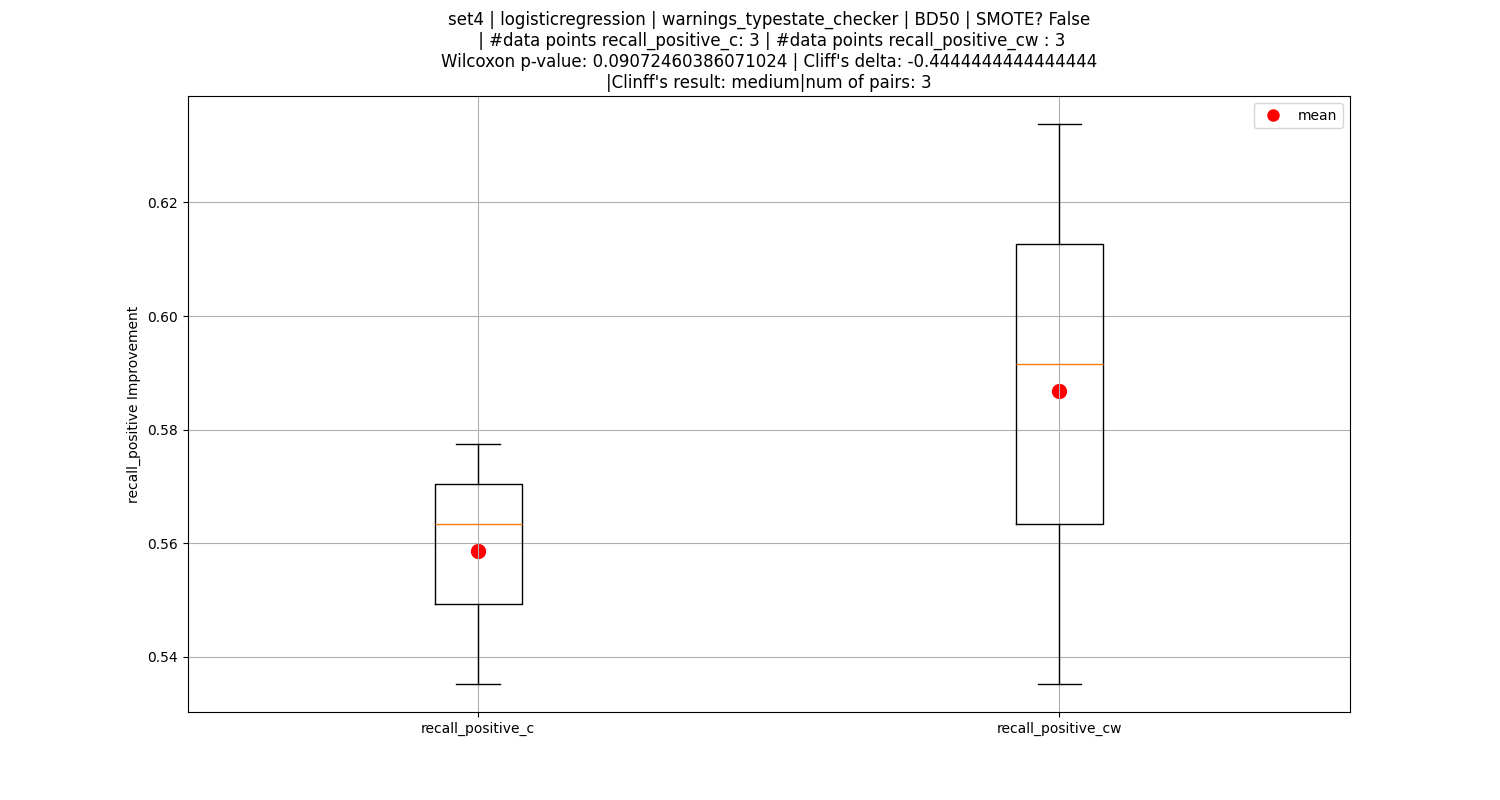 set4 | logisticregression | warnings_typestate_checker | BD50 | SMOTE? False
| #data points recall_positive_c: 3 | #data points recall_positive_cw : 3
Wilcoxon p-value: 0.09072460386071024 | Cliff's delta: -0.4444444444444444
|Clinff's result: medium|num of pairs: 3
mean
recall_positive Improvement
0.62
0.60
0.58
0.56
0.54
recall_positive_c
recall_positive_cw